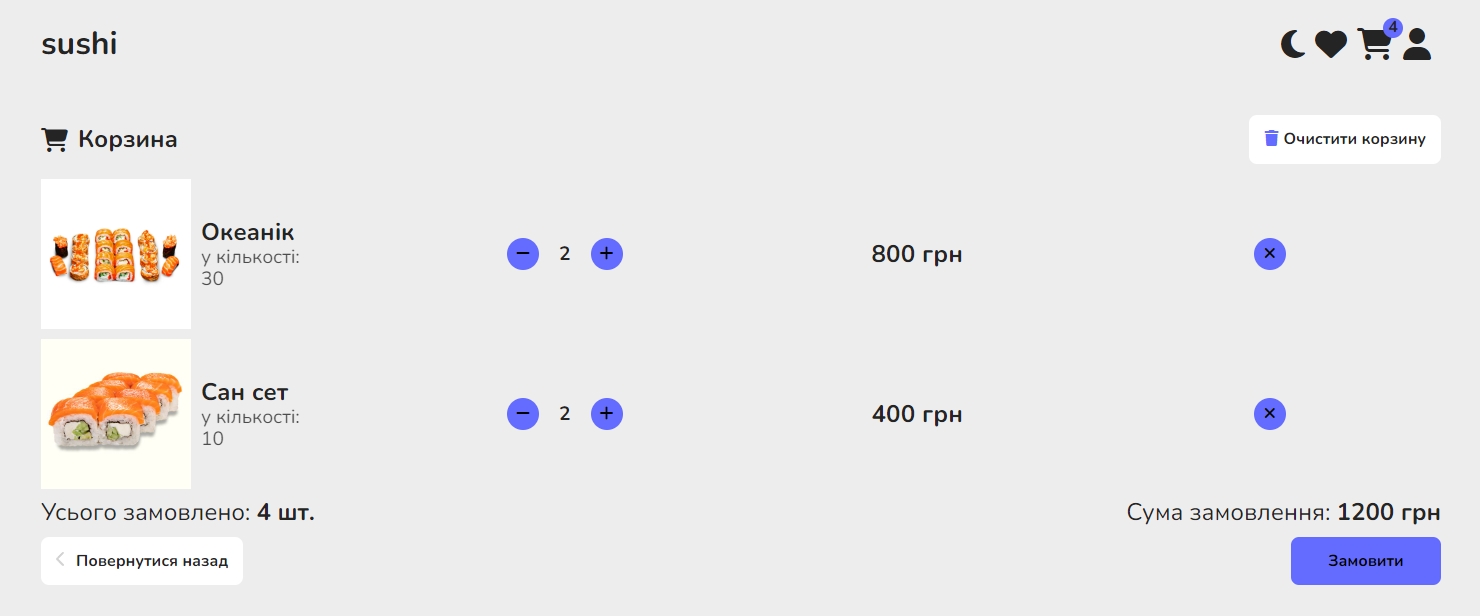 sushi
4
Корзина
Очистити корзину
Океанік
у кількості:
30
2
800 грн
Сан сет
у кількості:
10
2
400 грн
Усього замовлено: 4 шт.
Сума замовлення: 1200 грн
Повернутися назад
Замовити